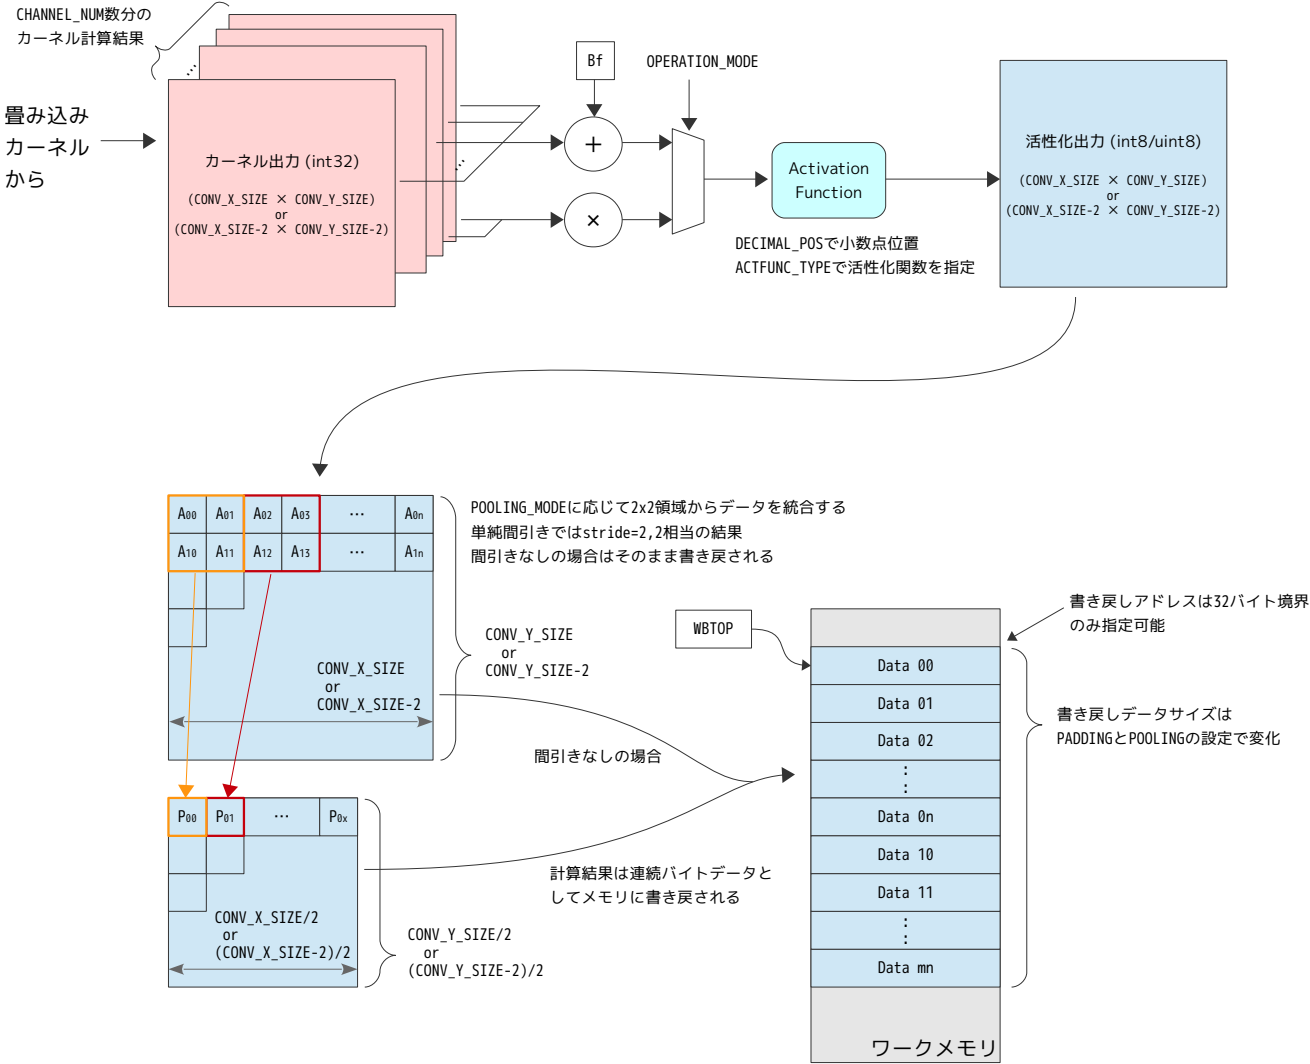 CHANNEL_NUM数分の
カーネル計算結果
畳み込み
カーネル
から
…
カーネル出力 (int32)
(CONV_X_SIZE × CONV_Y_SIZE)
or
(CONV_X_SIZE-2 × CONV_Y_SIZE-2)
…
Bf
+
×
OPERATION_MODE
Activation
Function
DECIMAL_POSで小数点位置
ACTFUNC_TYPEで活性化関数を指定
活性化出力 (int8/uint8)
(CONV_X_SIZE × CONV_Y_SIZE)
or
(CONV_X_SIZE-2 × CONV_Y_SIZE-2)
A00 A01 A02 A03 … A0n
A10 A11 A12 A13 … A1n
CONV_X_SIZE
or
CONV_X_SIZE-2
CONV_Y_SIZE
or
CONV_Y_SIZE-2
POOLING_MODEに応じて2x2領域からデータを統合する
単純間引きではstride=2,2相当の結果
間引きなしの場合はそのまま書き戻される
間引きなしの場合
P00 P01 … P0x
CONV_X_SIZE/2
or
(CONV_X_SIZE-2)/2
CONV_Y_SIZE/2
or
(CONV_Y_SIZE-2)/2
計算結果は連続バイトデータと
してメモリに書き戻される
WBTOP
Data 00
Data 01
Data 02
:
:
Data 0n
Data 10
Data 11
:
:
Data mn
ワークメモリ
書き戻しアドレスは32バイト境界
のみ指定可能
書き戻しデータサイズは
PADDINGとPOOLINGの設定で変化